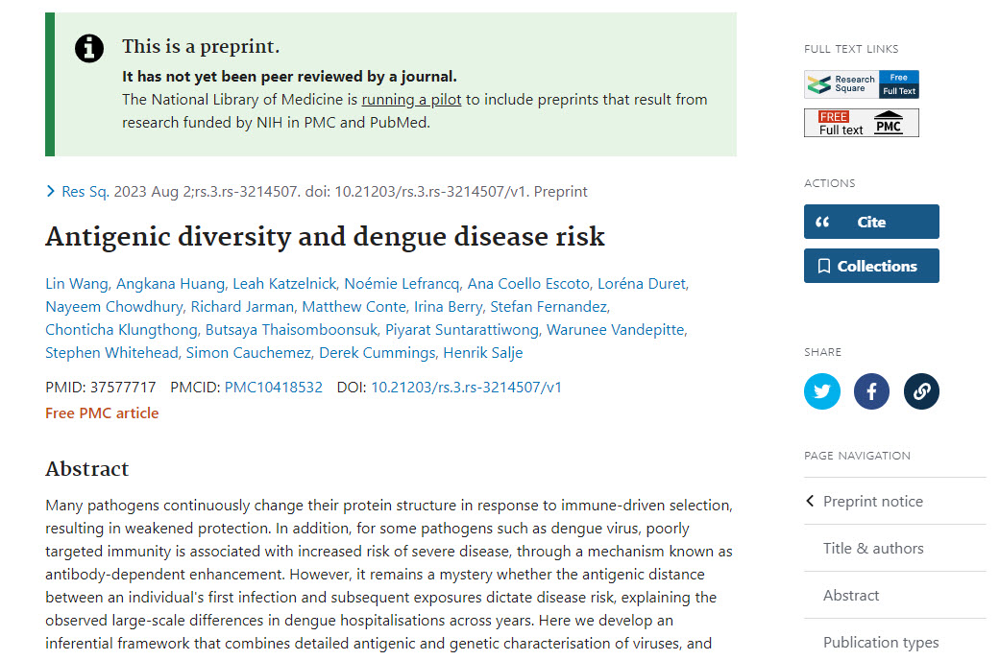 This is a preprint.
It has not yet been peer reviewed by a journal.
The National Library of Medicine is running a pilot to include preprints that result from
research funded by NIH in PMC and PubMed.
Res Sq. 2023 Aug 2;rs.3.rs-3214507. doi: 10.21203/rs.3.rs-3214507/v1. Preprint
Antigenic diversity and dengue disease risk
Lin Wang, Angkana Huang, Leah Katzelnick, Noémie Lefrancq, Ana Coello Escoto, Loréna Duret,
Nayeem Chowdhury, Richard Jarman, Matthew Conte, Irina Berry, Stefan Fernandez,
Chonticha Klungthong, Butsaya Thaisomboonsuk, Piyarat Suntarattiwong, Warunee Vandepitte,
Stephen Whitehead, Simon Cauchemez, Derek Cummings, Henrik Salje
PMID: 37577717 PMCID: PMC10418532 DOI: 10.21203/rs.3.rs-3214507/v1
Free PMC article
Abstract
Many pathogens continuously change their protein structure in response to immune-driven selection,
resulting in weakened protection. In addition, for some pathogens such as dengue virus, poorly
targeted immunity is associated with increased risk of severe disease, through a mechanism known as
antibody-dependent enhancement. However, it remains a mystery whether the antigenic distance
between an individual's first infection and subsequent exposures dictate disease risk, explaining the
observed large-scale differences in dengue hospitalisations across years. Here we develop an
inferential framework that combines detailed antigenic and genetic characterisation of viruses, and
FULL TEXT LINKS
Research
Square
Free
Full Text
FREE
Full text
PMC
ACTIONS
Cite
Collections
SHARE
PAGE NAVIGATION
Preprint notice
Title & authors
Abstract
Publication types